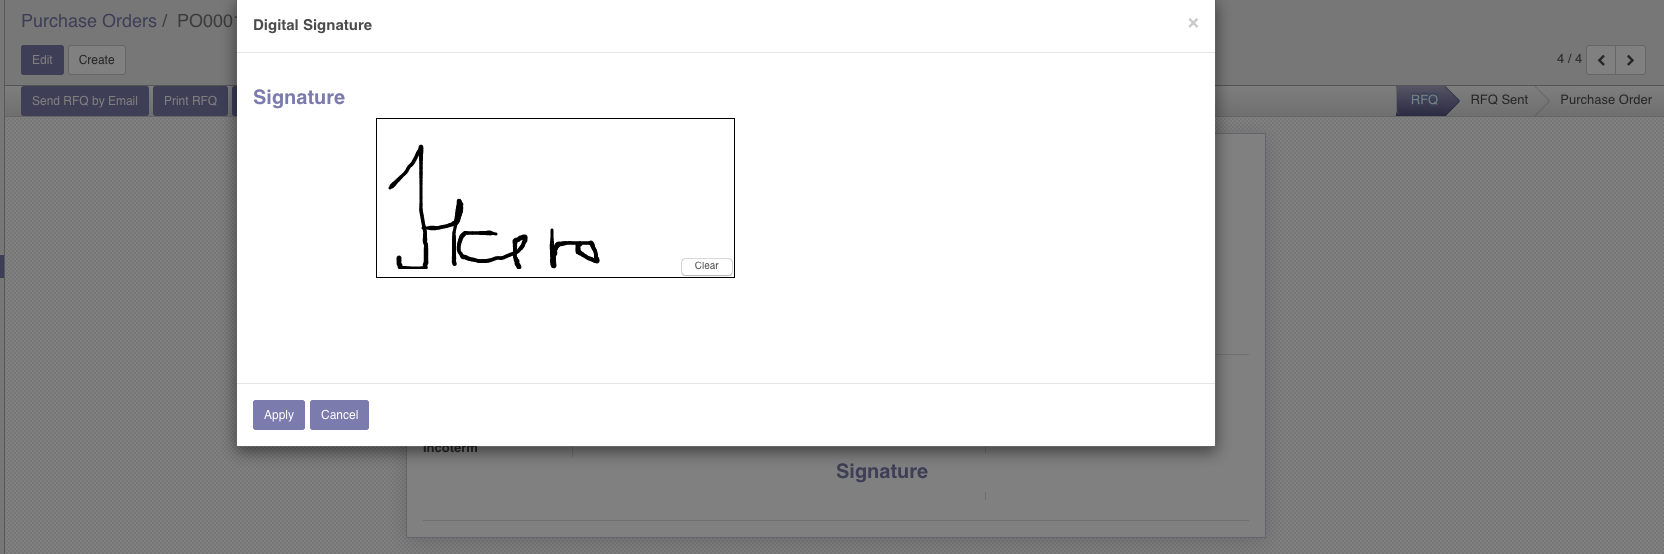 Purchase Orders / PO0001
Digital Signature
×
Edit
Create
4 / 4
Send RFQ by Email
Print RFQ
RFQ
RFQ Sent
Purchase Order
Signature
Clear
Apply
Cancel
Incoterm
Signature